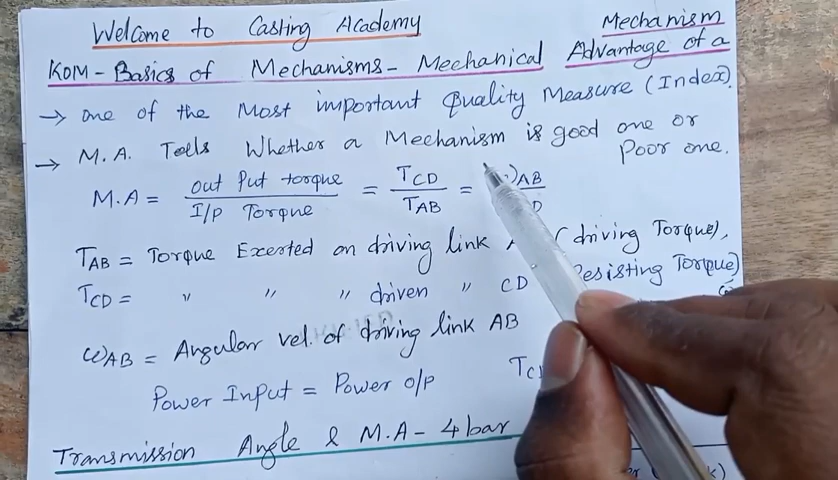 Welcome to Casting Academy
KOM - Basics of Mechanisms - Mechanical Advantage of a Mechanism
→ One of the Most important Quality Measure (Index).
→ M.A. Tells Whether a Mechanism is good one or Poor one.
M.A = out Put torque / I/P Torque = TCD / TAB = ωAB
TAB = Torque Exerted on driving link (driving Torque),
TCD = " " " driven " CD Resisting Torque)
ωAB = Angular vel. of driving link AB
Power Input = Power o/p
Transmission Angle & M.A - 4 bar